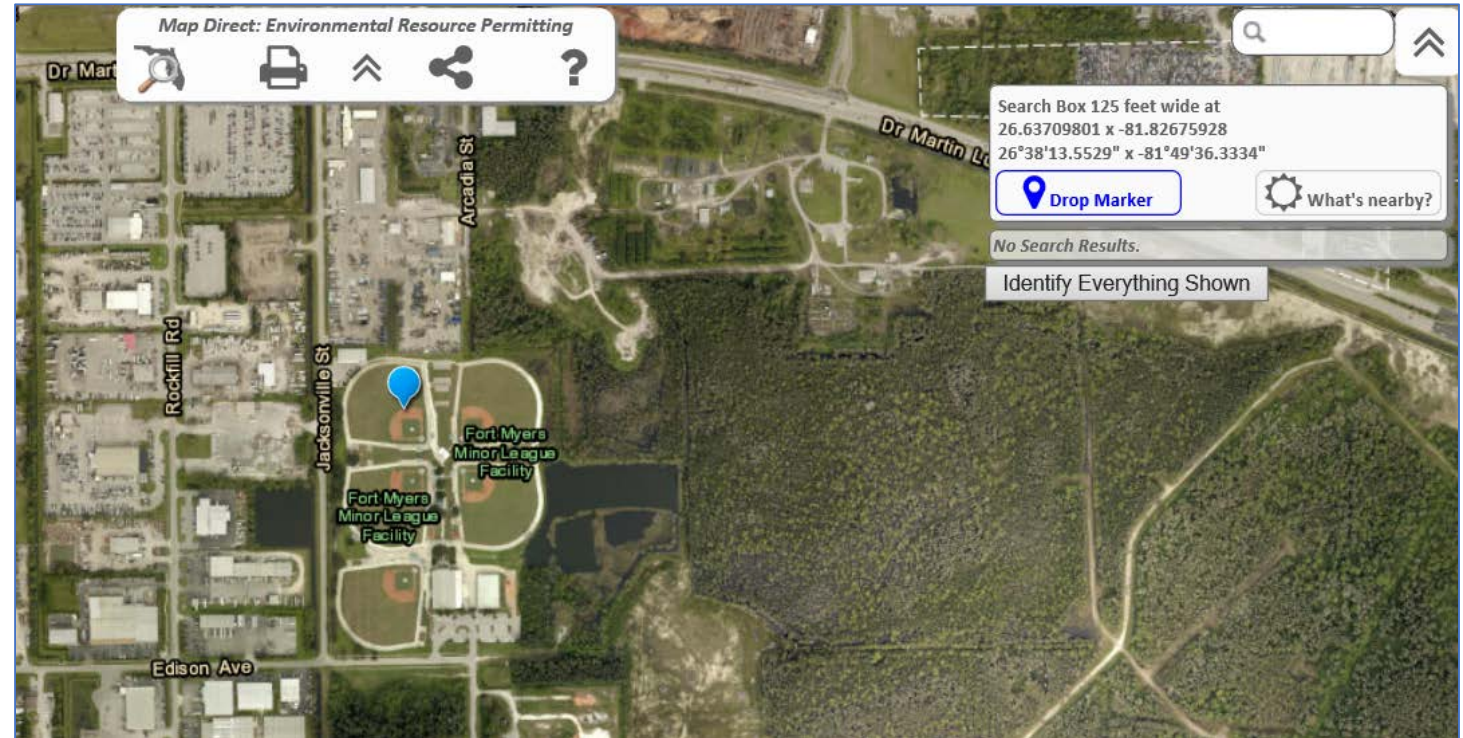 Map Direct: Environmental Resource Permitting
?
Dr Mart
Search Box 125 feet wide at
26.63709801 x -81.82675928
26°38'13.5529" x -81°49'36.3334"
Drop Marker
What's nearby?
No Search Results.
Identify Everything Shown
Dr Martin Lu
Arcadia St
Rockfill Rd
Jacksonville St
Fort Myers
Minor League
Facility
Fort Myers
Minor League
Facility
Edison Ave